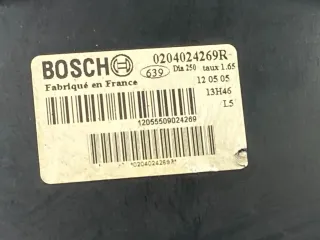 BOSCH 0204024269R
639 Dia 250 taux 1.65
Fabriqué en France 12 05 05
13H46
L5
12055509024269
*0204024269R*